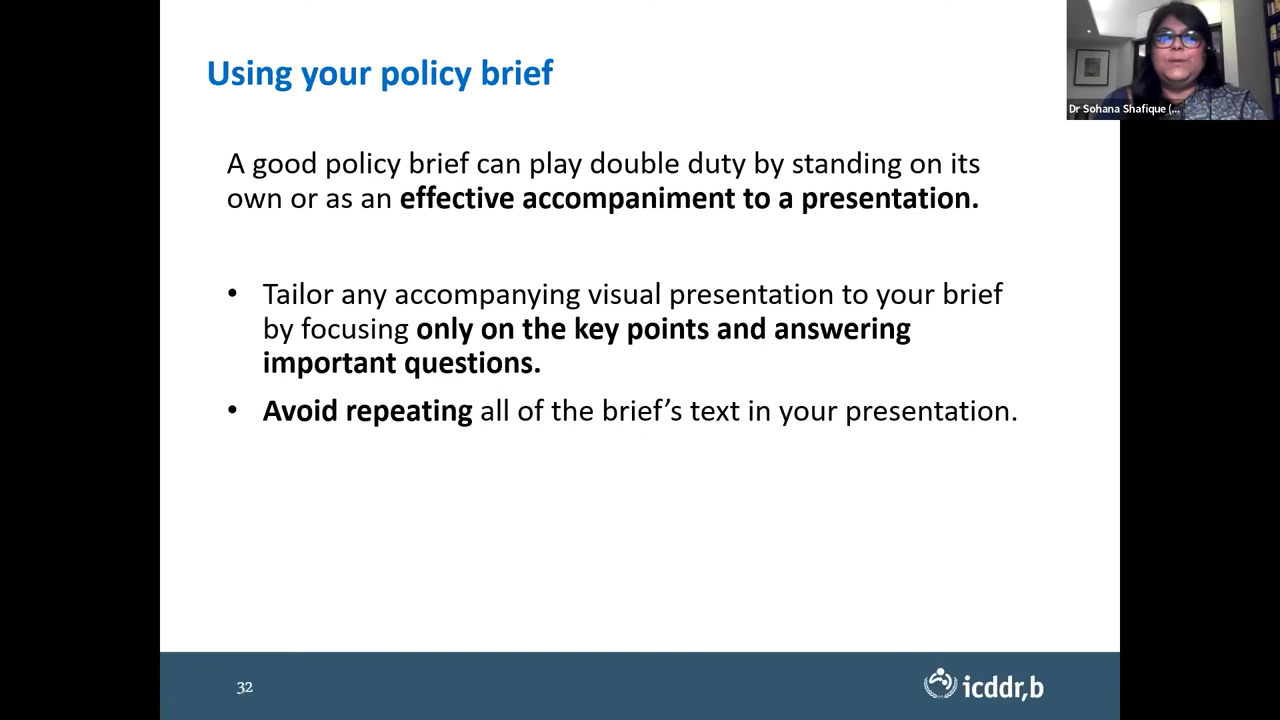 Using your policy brief
Dr Sohana Shafique (...
A good policy brief can play double duty by standing on its
own or as an effective accompaniment to a presentation.
• Tailor any accompanying visual presentation to your brief
by focusing only on the key points and answering
important questions.
• Avoid repeating all of the brief’s text in your presentation.
32
icddr,b